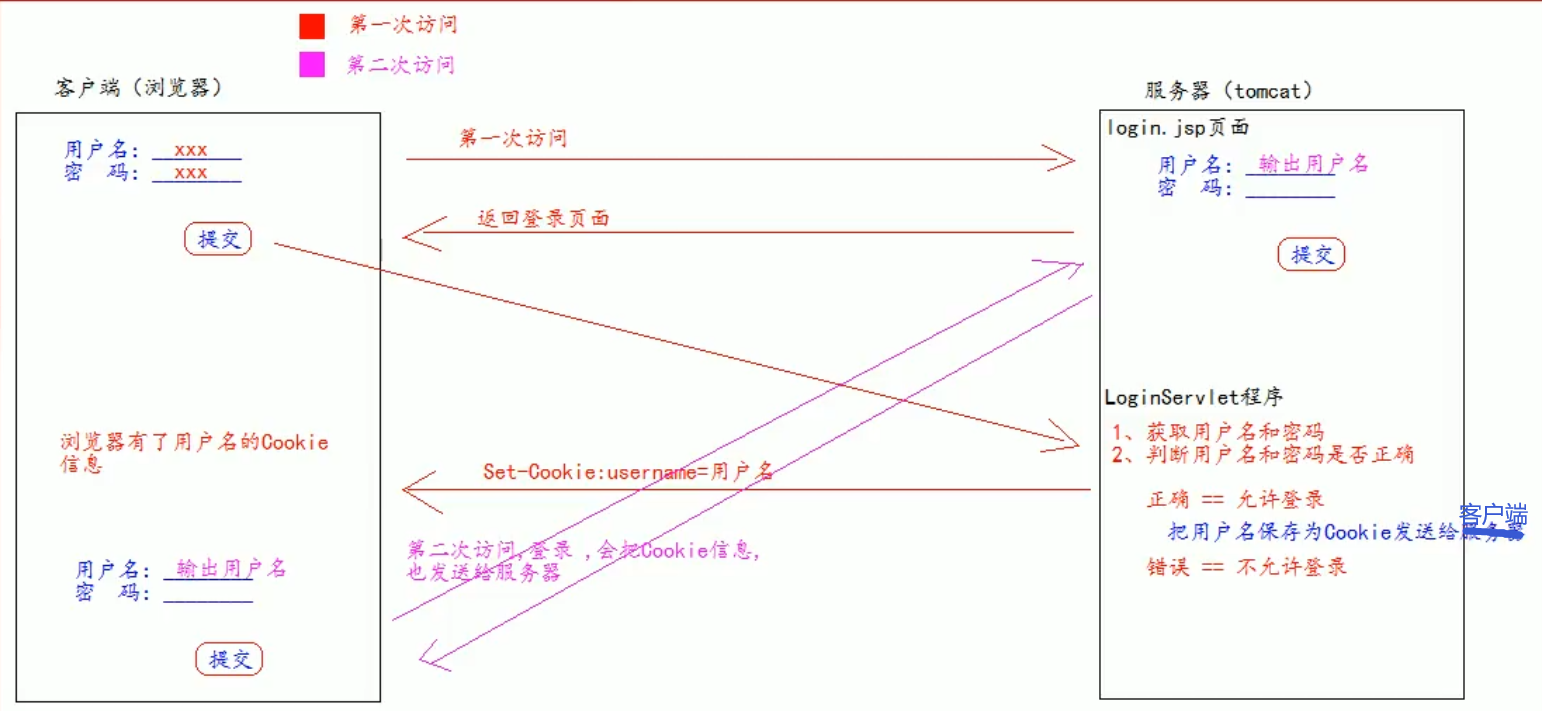 第一次访问
第二次访问
客户端（浏览器）
用户名: xxx
密 码: xxx
提交
浏览器有了用户名的Cookie
信息
用户名: 输出用户名
密 码:
提交
第一次访问
返回登录页面
Set-Cookie:username=用户名
第二次访问,登录 ,会把Cookie信息,
也发送给服务器
服务器（tomcat）
login.jsp页面
用户名: 输出用户名
密 码:
提交
LoginServlet程序
1、获取用户名和密码
2、判断用户名和密码是否正确
正确 == 允许登录
客户端
把用户名保存为Cookie发送给服务器
错误 == 不允许登录